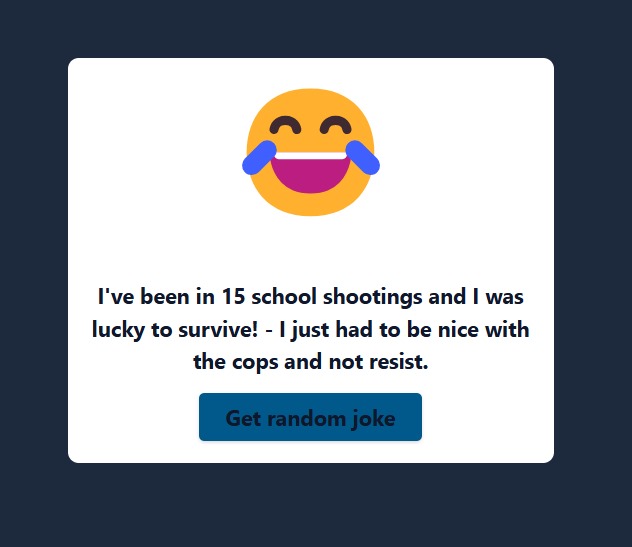 I've been in 15 school shootings and I was
lucky to survive! - I just had to be nice with
the cops and not resist.
Get random joke